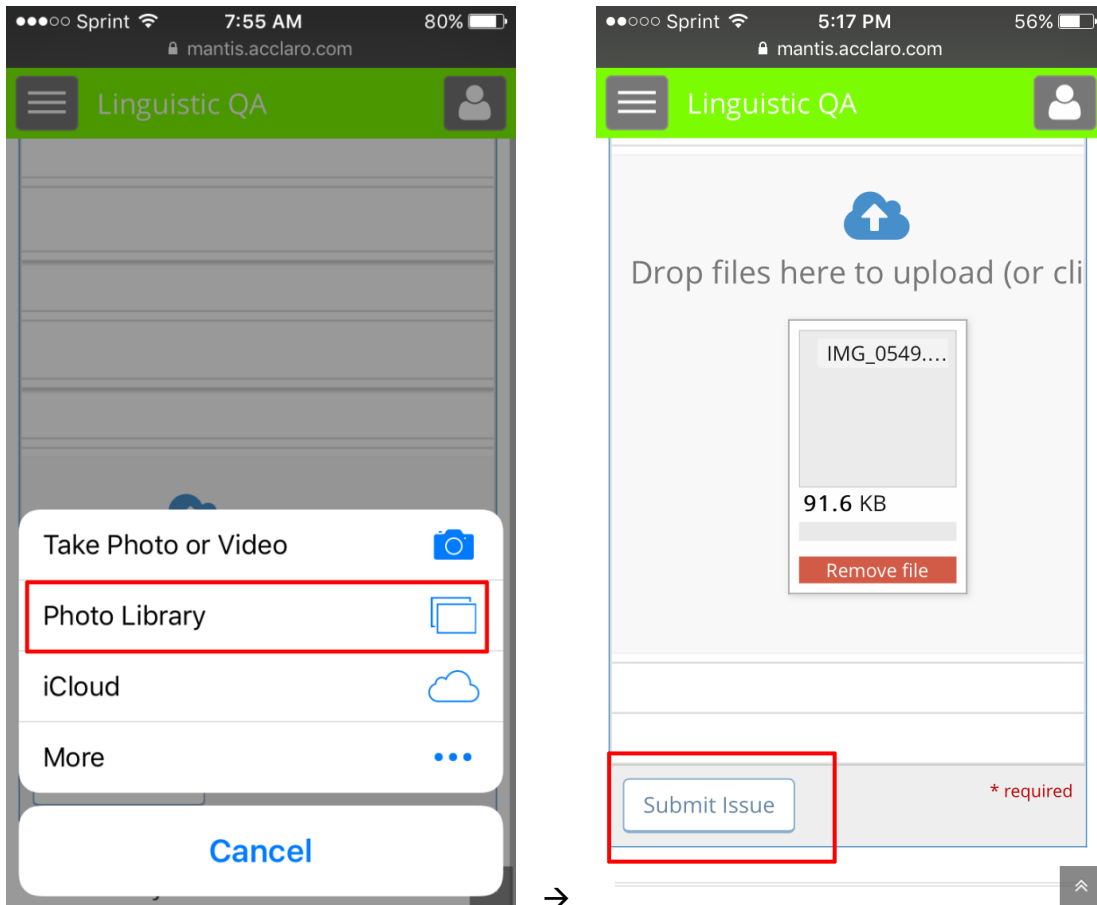 Sprint 7:55 AM 80%
mantis.acclaro.com
Linguistic QA
Take Photo or Video
Photo Library
iCloud
More
Cancel
→
Sprint 5:17 PM 56%
mantis.acclaro.com
Linguistic QA
Drop files here to upload (or cli
IMG_0549....
91.6 KB
Remove file
Submit Issue
* required